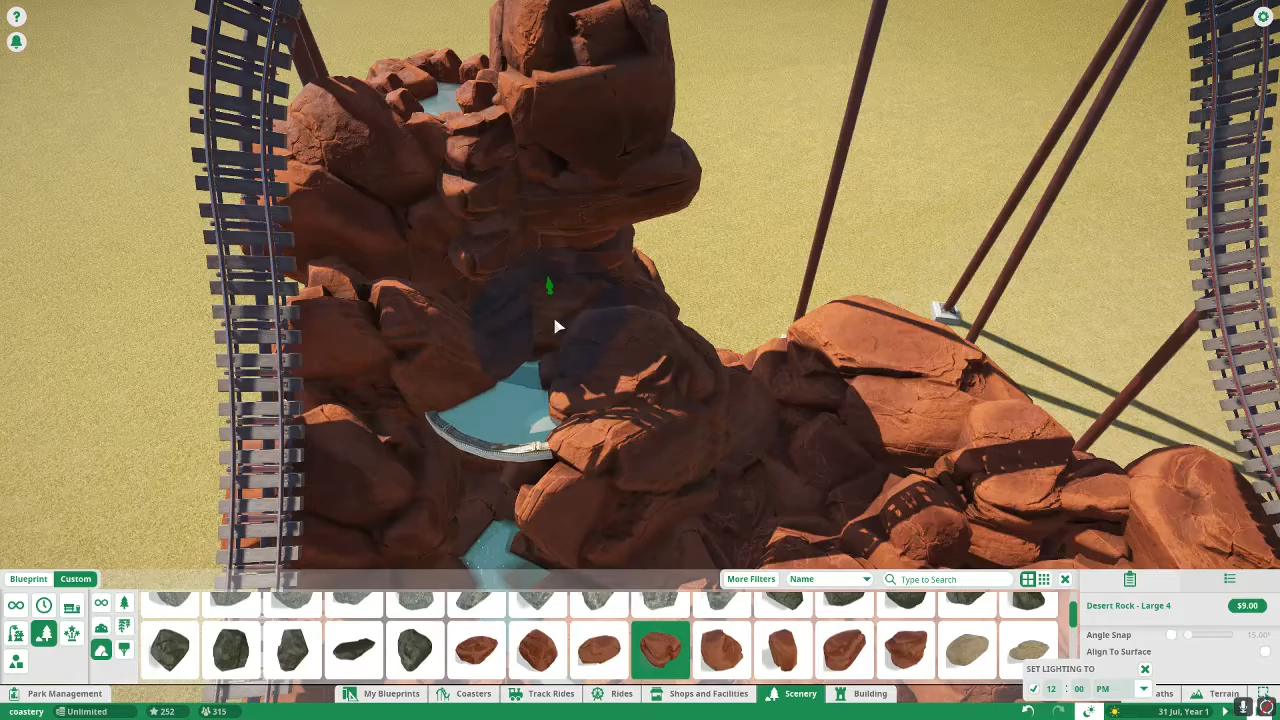 ?
Blueprint Custom More Filters Name Type to Search
Desert Rock - Large 4 $9.00
Angle Snap 15.00°
Align To Surface
SET LIGHTING TO
12 : 00 PM
Park Management My Blueprints Coasters Track Rides Rides Shops and Facilities Scenery Building aths Terrain
coastery Unlimited 252 315 31 Jul, Year 1